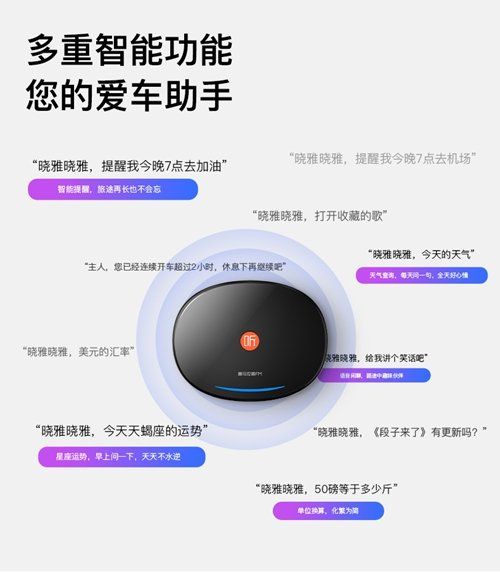 多重智能功能
您的爱车助手
“晓雅晓雅，提醒我今晚7点去机场”
“晓雅晓雅，提醒我今晚7点去加油”
智能提醒，旅途再长也不会忘
“晓雅晓雅，打开收藏的歌”
“晓雅晓雅，今天的天气”
“主人，您已经连续开车超过2小时，休息下再继续吧”
天气查询，每天问一句，全天好心情
听
“晓雅晓雅，美元的汇率”
晓雅晓雅，给我讲个笑话吧”
喜马拉雅FM
语音闲聊，路途中趣味伙伴
“晓雅晓雅，今天天蝎座的运势”
“晓雅晓雅，《段子来了》有更新吗？”
星座运势，早上问一下，天天不水逆
“晓雅晓雅，50磅等于多少斤”
单位换算，化繁为简